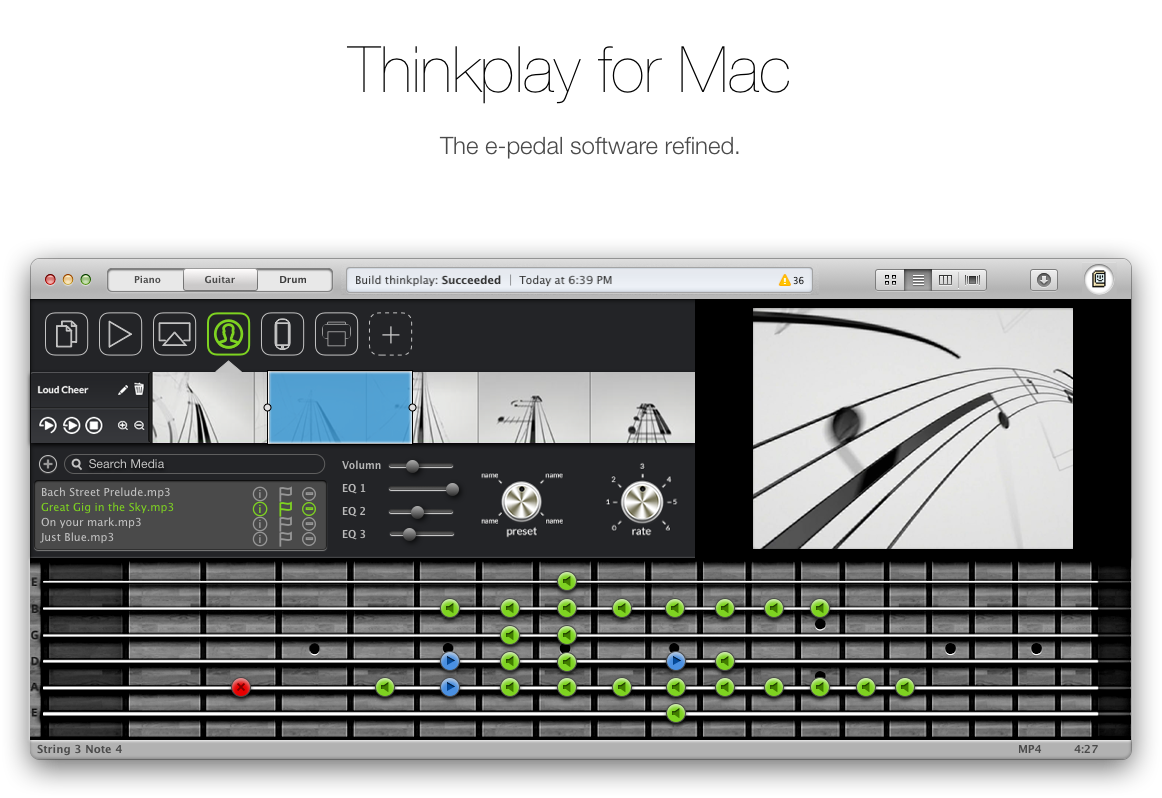 Thinkplay for Mac
The e-pedal software refined.
Piano Guitar Drum
Build thinkplay: Succeeded | Today at 6:39 PM
36
Loud Cheer
Search Media
Bach Street Prelude.mp3
Great Gig in the Sky.mp3
On your mark.mp3
Just Blue.mp3
Volumn
EQ 1
EQ 2
EQ 3
name name
name name
preset
3
2 4
1 5
0 6
rate
E
B
G
D
A
E
String 3 Note 4
MP4 4:27